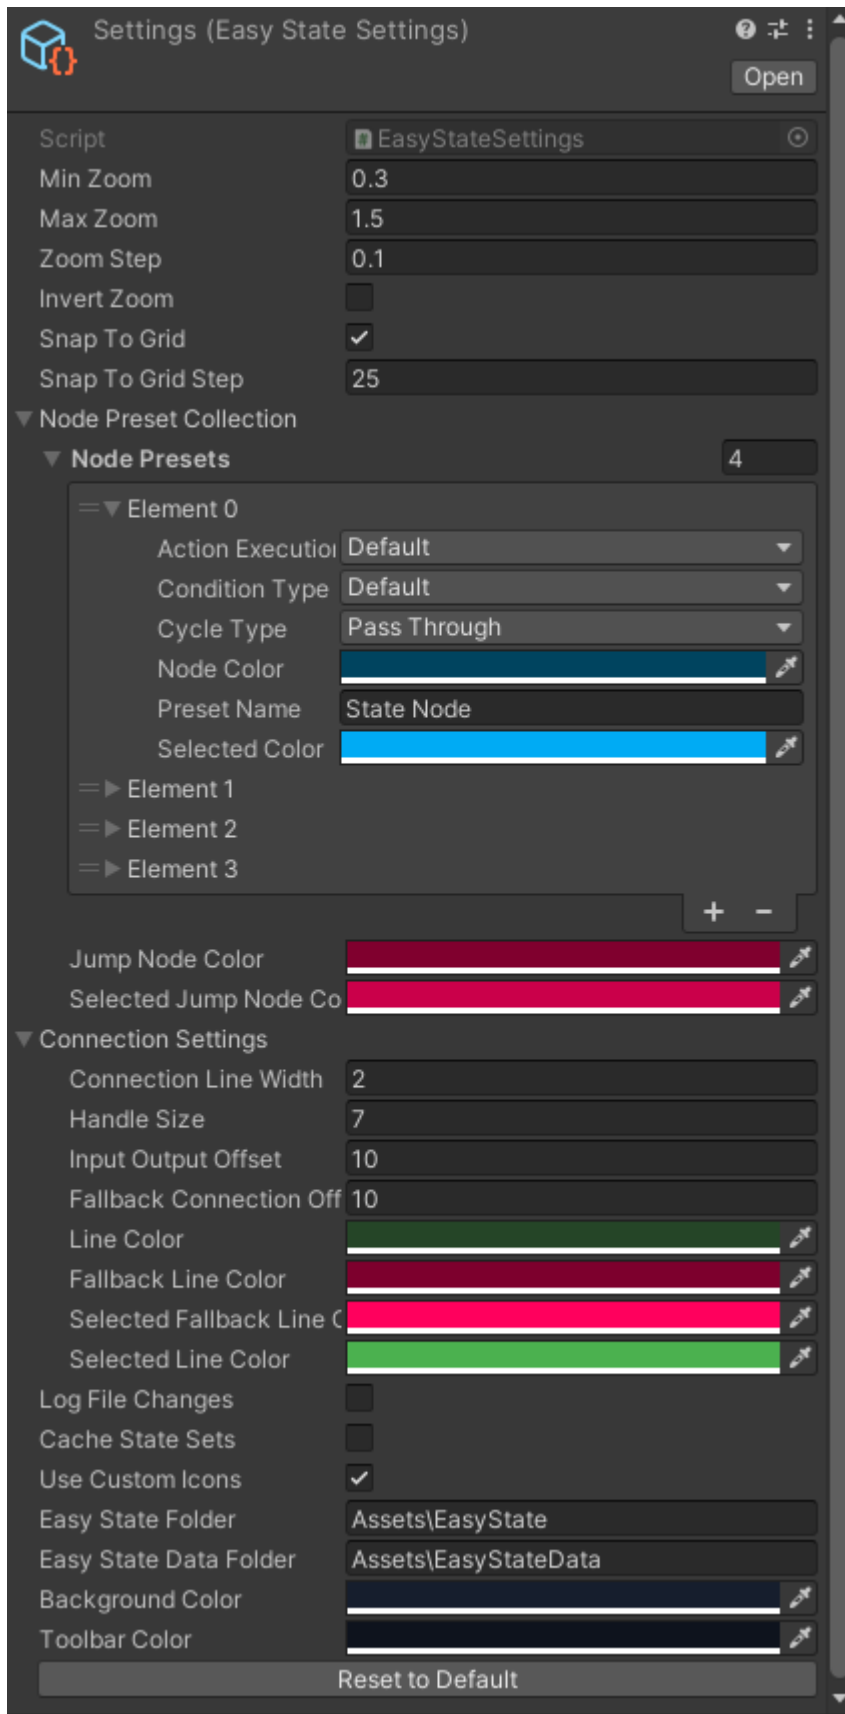 Settings (Easy State Settings)
Open
Script EasyStateSettings
Min Zoom 0.3
Max Zoom 1.5
Zoom Step 0.1
Invert Zoom
Snap To Grid
Snap To Grid Step 25
Node Preset Collection
Node Presets 4
Element 0
Action Execution Default
Condition Type Default
Cycle Type Pass Through
Node Color
Preset Name State Node
Selected Color
Element 1
Element 2
Element 3
Jump Node Color
Selected Jump Node Co
Connection Settings
Connection Line Width 2
Handle Size 7
Input Output Offset 10
Fallback Connection Off 10
Line Color
Fallback Line Color
Selected Fallback Line C
Selected Line Color
Log File Changes
Cache State Sets
Use Custom Icons
Easy State Folder Assets\EasyState
Easy State Data Folder Assets\EasyStateData
Background Color
Toolbar Color
Reset to Default